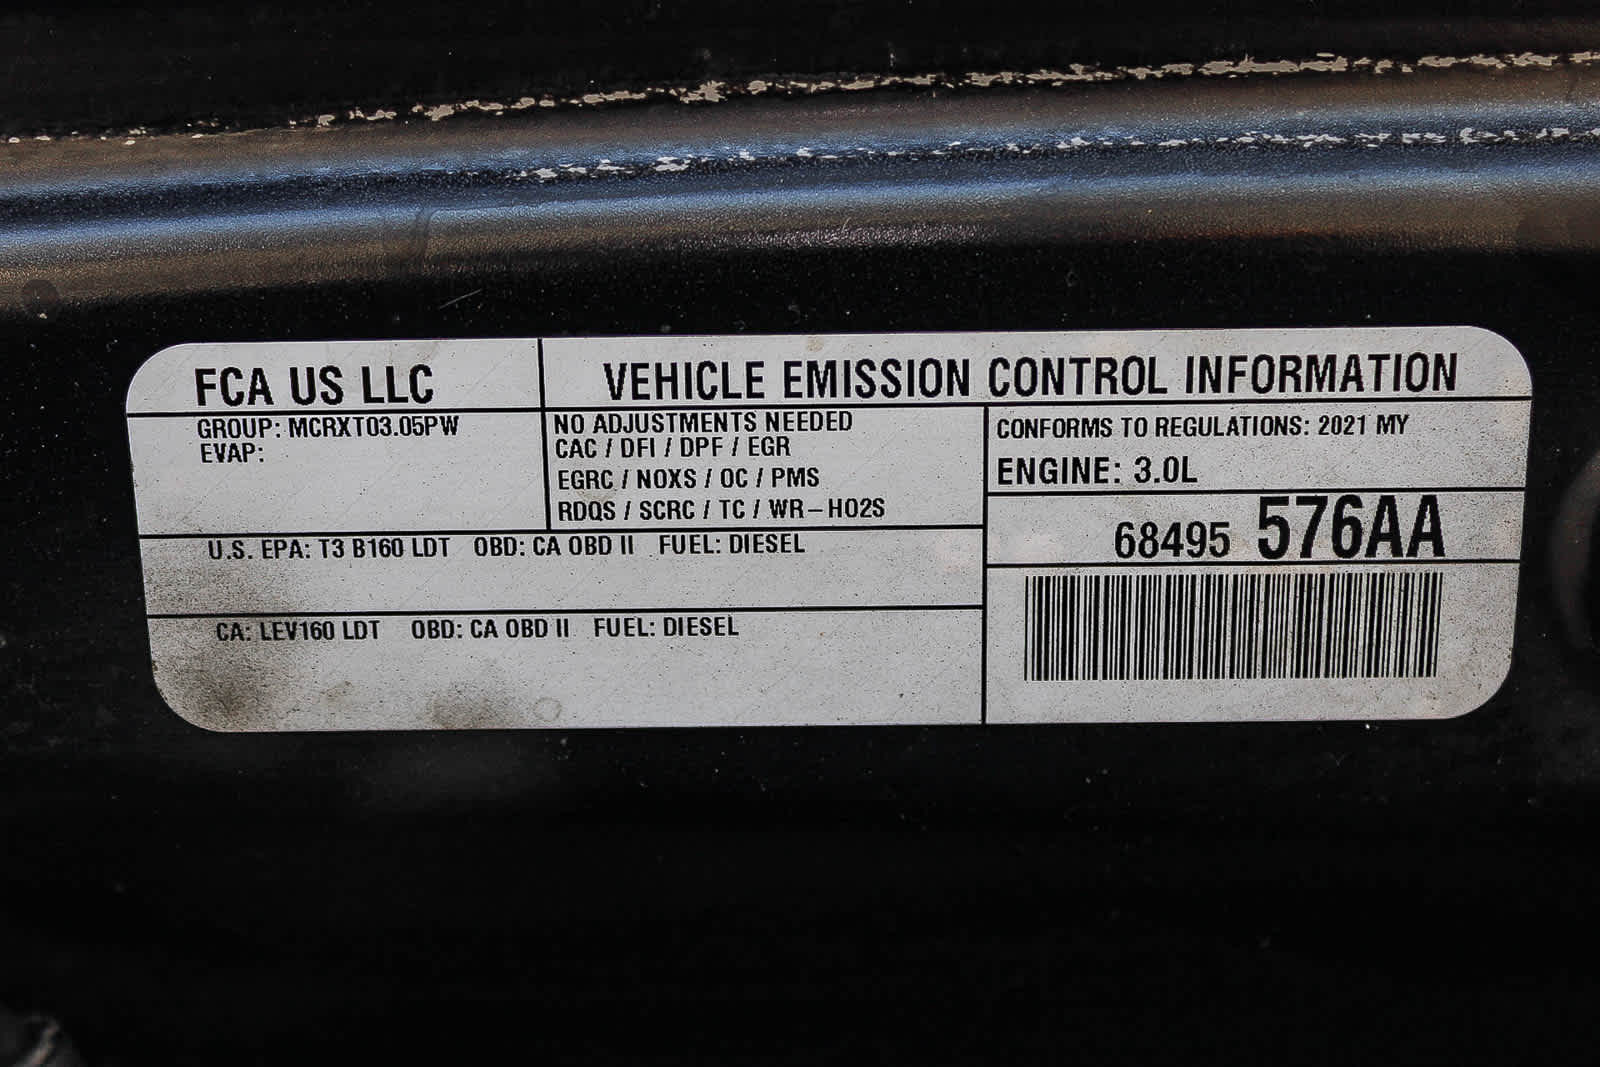 FCA US LLC
VEHICLE EMISSION CONTROL INFORMATION
GROUP: MCRXT03.05PW
EVAP:
NO ADJUSTMENTS NEEDED
CAC / DFI / DPF / EGR
EGRC / NOXS / OC / PMS
RDQS / SCRC / TC / WR-HO2S
CONFORMS TO REGULATIONS: 2021 MY
ENGINE: 3.0L
68495 576AA
U.S. EPA: T3 B160 LDT OBD: CA OBD II FUEL: DIESEL
CA: LEV160 LDT OBD: CA OBD II FUEL: DIESEL